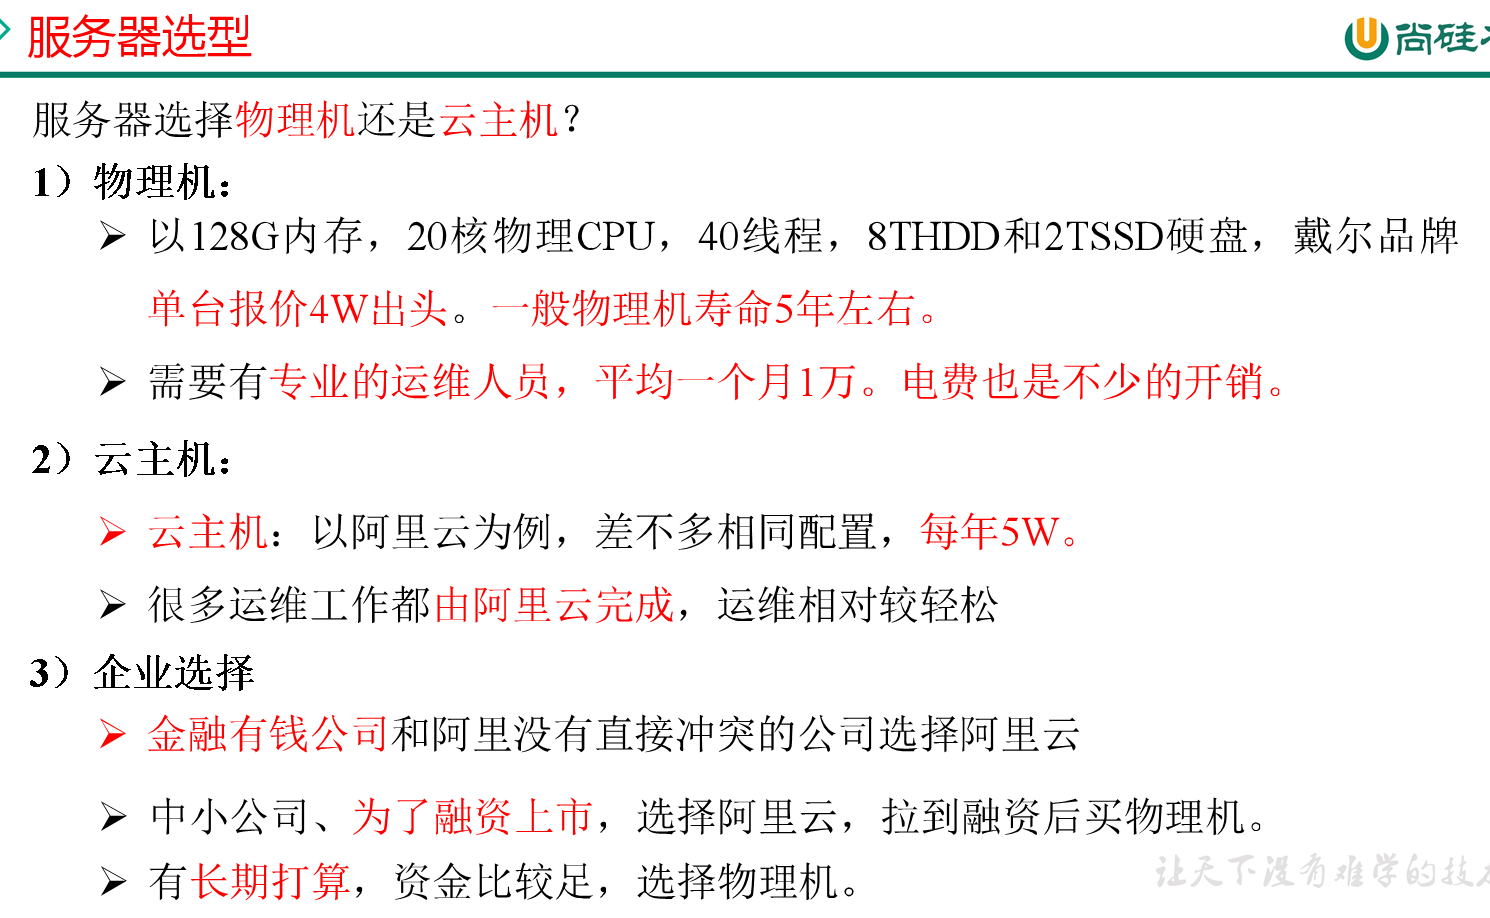 服务器选型
尚硅
服务器选择物理机还是云主机？
1）物理机：
以128G内存，20核物理CPU，40线程，8THDD和2TSSD硬盘，戴尔品牌
单台报价4W出头。一般物理机寿命5年左右。
需要有专业的运维人员，平均一个月1万。电费也是不少的开销。
2）云主机：
云主机：以阿里云为例，差不多相同配置，每年5W。
很多运维工作都由阿里云完成，运维相对较轻松
3）企业选择
金融有钱公司和阿里没有直接冲突的公司选择阿里云
中小公司、为了融资上市，选择阿里云，拉到融资后买物理机。
有长期打算，资金比较足，选择物理机。
让天下没有难学的技